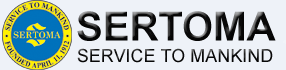 SERVICE TO MANKIND
SERTOMA
FOUNDED APRIL 11, 1912
SERTOMA
SERVICE TO MANKIND